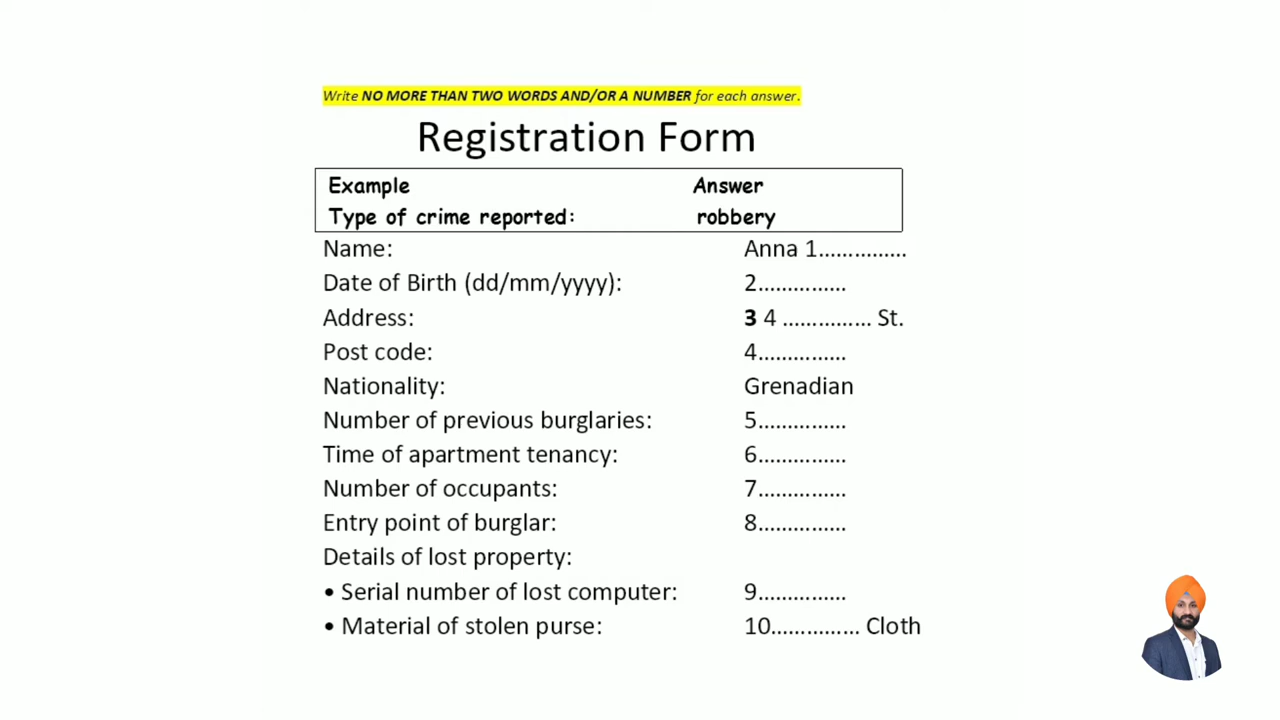 Write NO MORE THAN TWO WORDS AND/OR A NUMBER for each answer.
Registration Form
Example Answer
Type of crime reported: robbery
Name: Anna 1...............
Date of Birth (dd/mm/yyyy): 2...............
Address: 3 4 ............... St.
Post code: 4...............
Nationality: Grenadian
Number of previous burglaries: 5...............
Time of apartment tenancy: 6...............
Number of occupants: 7...............
Entry point of burglar: 8...............
Details of lost property:
• Serial number of lost computer: 9...............
• Material of stolen purse: 10............... Cloth